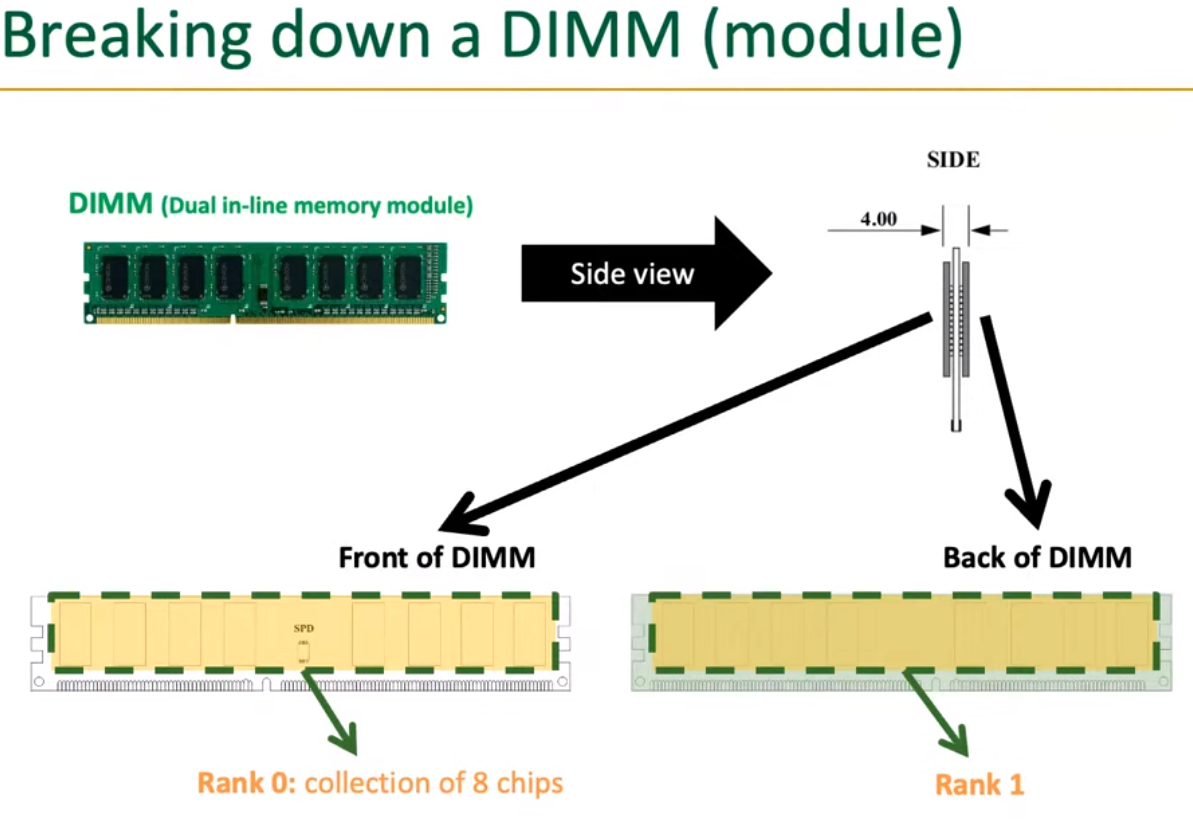 Breaking down a DIMM (module)
SIDE
DIMM (Dual in-line memory module)
4.00
Side view
Front of DIMM
Back of DIMM
SPD
Rank 0: collection of 8 chips
Rank 1